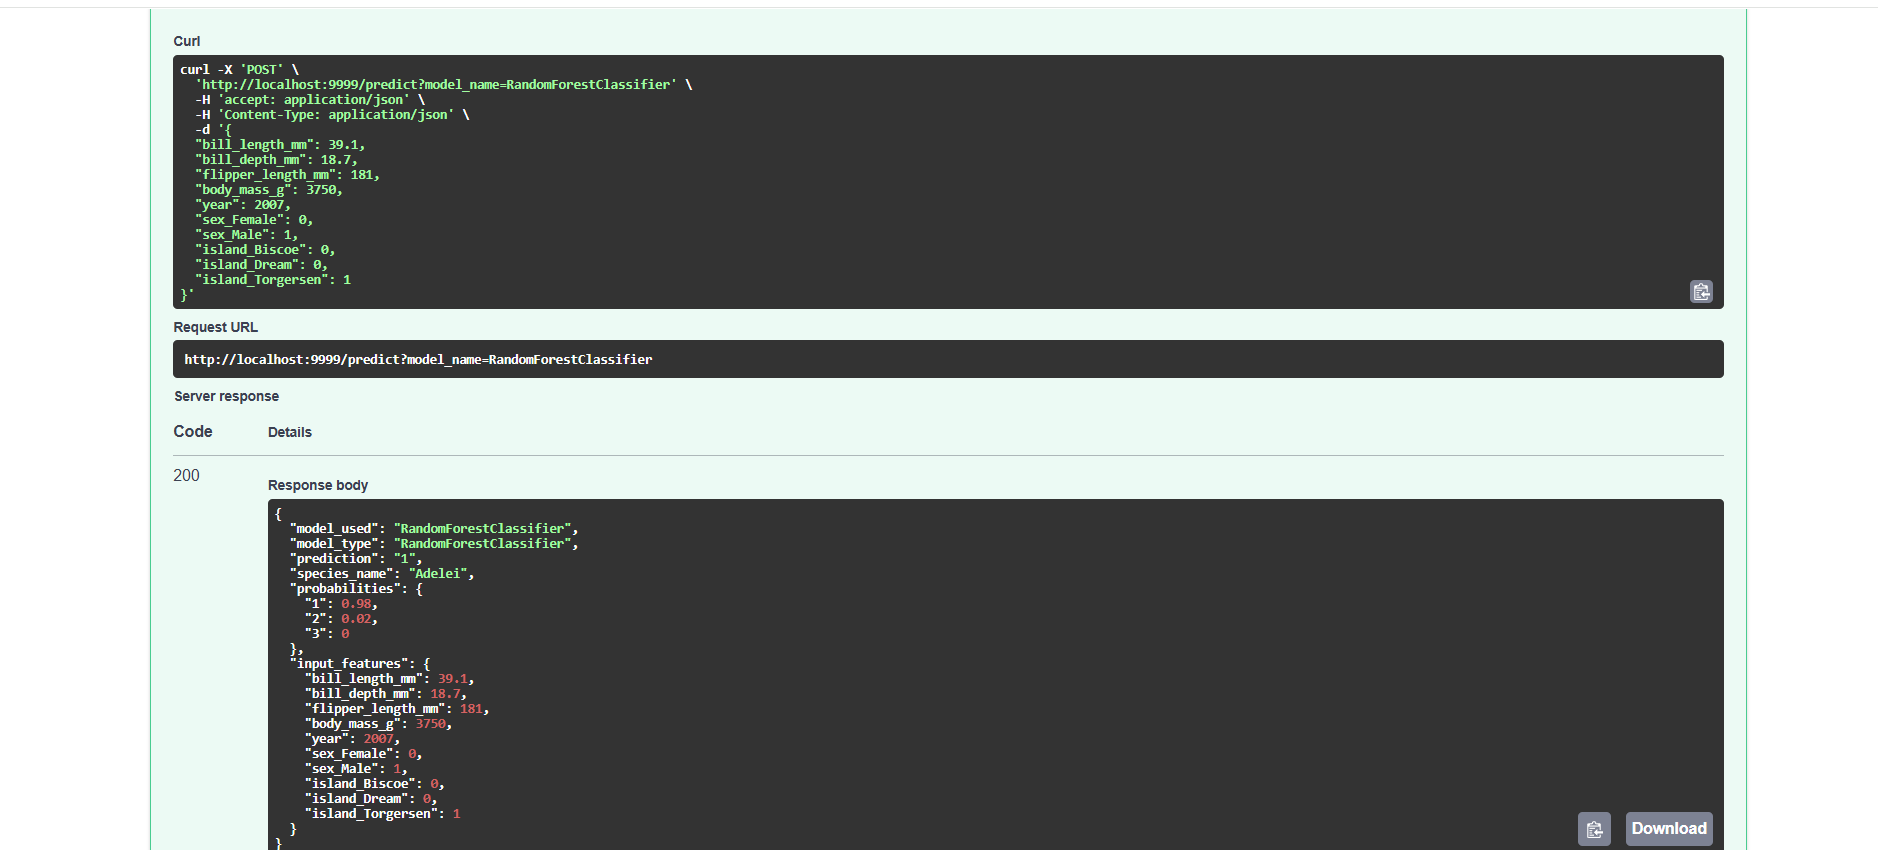 Curl
curl -X 'POST' \
  'http://localhost:9999/predict?model_name=RandomForestClassifier' \
  -H 'accept: application/json' \
  -H 'Content-Type: application/json' \
  -d '{
  "bill_length_mm": 39.1,
  "bill_depth_mm": 18.7,
  "flipper_length_mm": 181,
  "body_mass_g": 3750,
  "year": 2007,
  "sex_Female": 0,
  "sex_Male": 1,
  "island_Biscoe": 0,
  "island_Dream": 0,
  "island_Torgersen": 1
}'
Request URL
http://localhost:9999/predict?model_name=RandomForestClassifier
Server response
Code Details
200
Response body
{
  "model_used": "RandomForestClassifier",
  "model_type": "RandomForestClassifier",
  "prediction": "1",
  "species_name": "Adelei",
  "probabilities": {
    "1": 0.98,
    "2": 0.02,
    "3": 0
  },
  "input_features": {
    "bill_length_mm": 39.1,
    "bill_depth_mm": 18.7,
    "flipper_length_mm": 181,
    "body_mass_g": 3750,
    "year": 2007,
    "sex_Female": 0,
    "sex_Male": 1,
    "island_Biscoe": 0,
    "island_Dream": 0,
    "island_Torgersen": 1
  }
}
Download